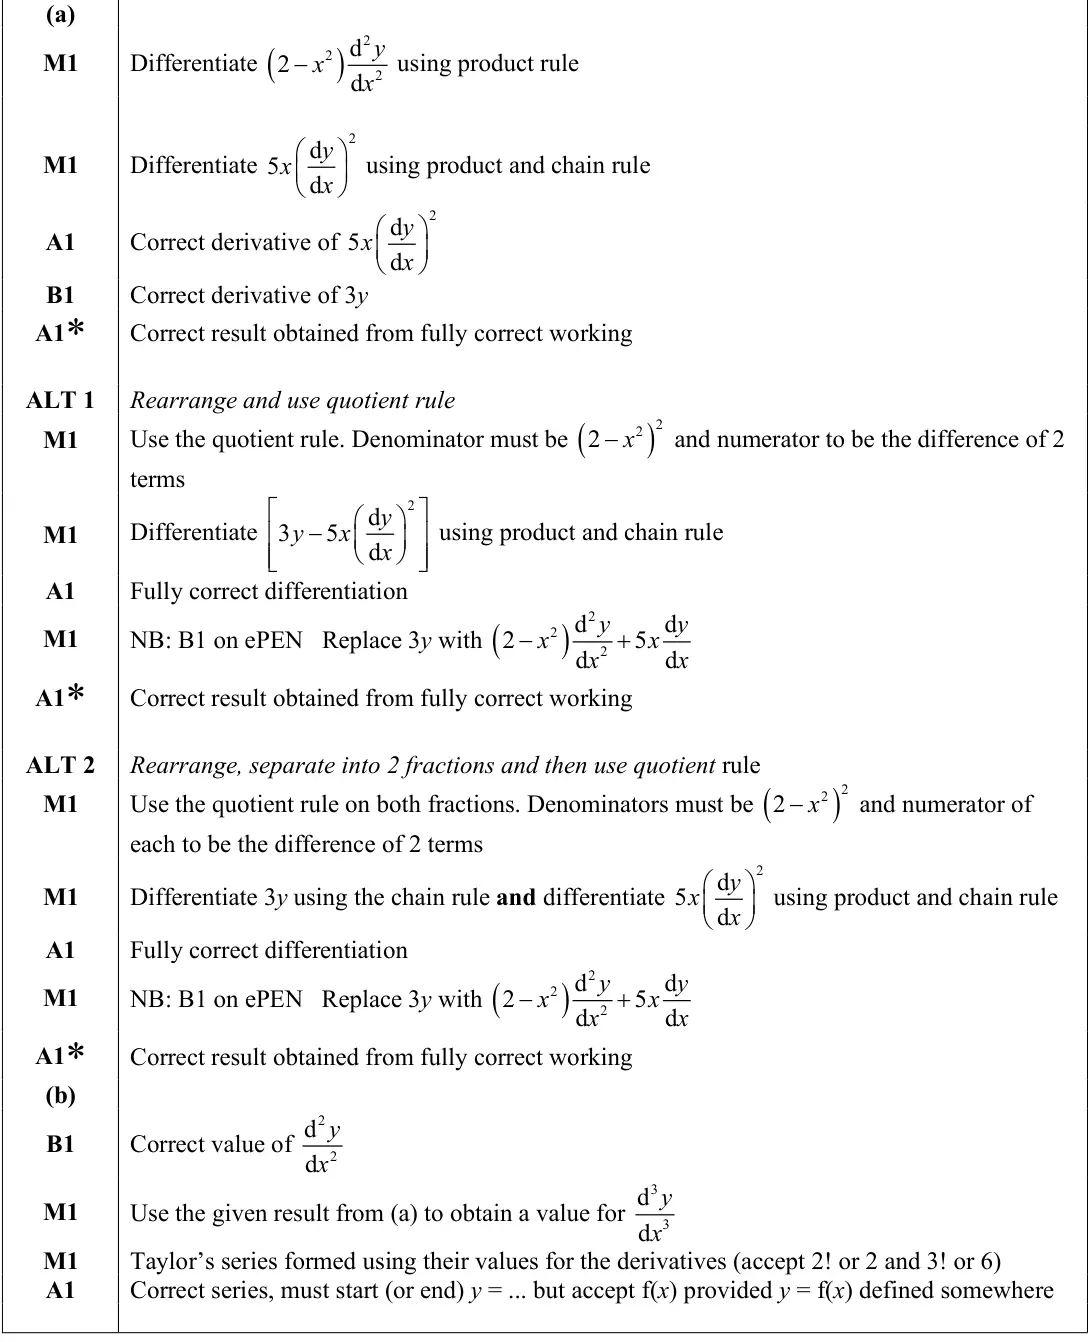 (a)
M1 Differentiate (2 − x²) d²y/dx² using product rule
M1 Differentiate 5x(dy/dx)² using product and chain rule
A1 Correct derivative of 5x(dy/dx)²
B1 Correct derivative of 3y
A1* Correct result obtained from fully correct working
ALT 1 Rearrange and use quotient rule
M1 Use the quotient rule. Denominator must be (2 − x²)² and numerator to be the difference of 2
terms
M1 Differentiate [3y − 5x(dy/dx)²] using product and chain rule
A1 Fully correct differentiation
M1 NB: B1 on ePEN Replace 3y with (2 − x²) d²y/dx² + 5x dy/dx
A1* Correct result obtained from fully correct working
ALT 2 Rearrange, separate into 2 fractions and then use quotient rule
M1 Use the quotient rule on both fractions. Denominators must be (2 − x²)² and numerator of
each to be the difference of 2 terms
M1 Differentiate 3y using the chain rule and differentiate 5x(dy/dx)² using product and chain rule
A1 Fully correct differentiation
M1 NB: B1 on ePEN Replace 3y with (2 − x²) d²y/dx² + 5x dy/dx
A1* Correct result obtained from fully correct working
(b)
B1 Correct value of d²y/dx²
M1 Use the given result from (a) to obtain a value for d³y/dx³
M1 Taylor’s series formed using their values for the derivatives (accept 2! or 2 and 3! or 6)
A1 Correct series, must start (or end) y = ... but accept f(x) provided y = f(x) defined somewhere